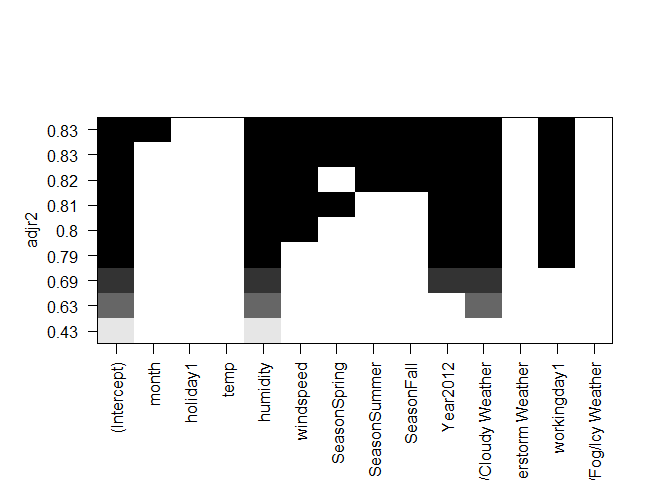 adjr2
0.83
0.83
0.82
0.81
0.8
0.79
0.69
0.63
0.43
(Intercept)
month
holiday1
temp
humidity
windspeed
SeasonSpring
SeasonSummer
SeasonFall
Year2012
/Cloudy Weather
erstorm Weather
workingday1
/Fog/Icy Weather